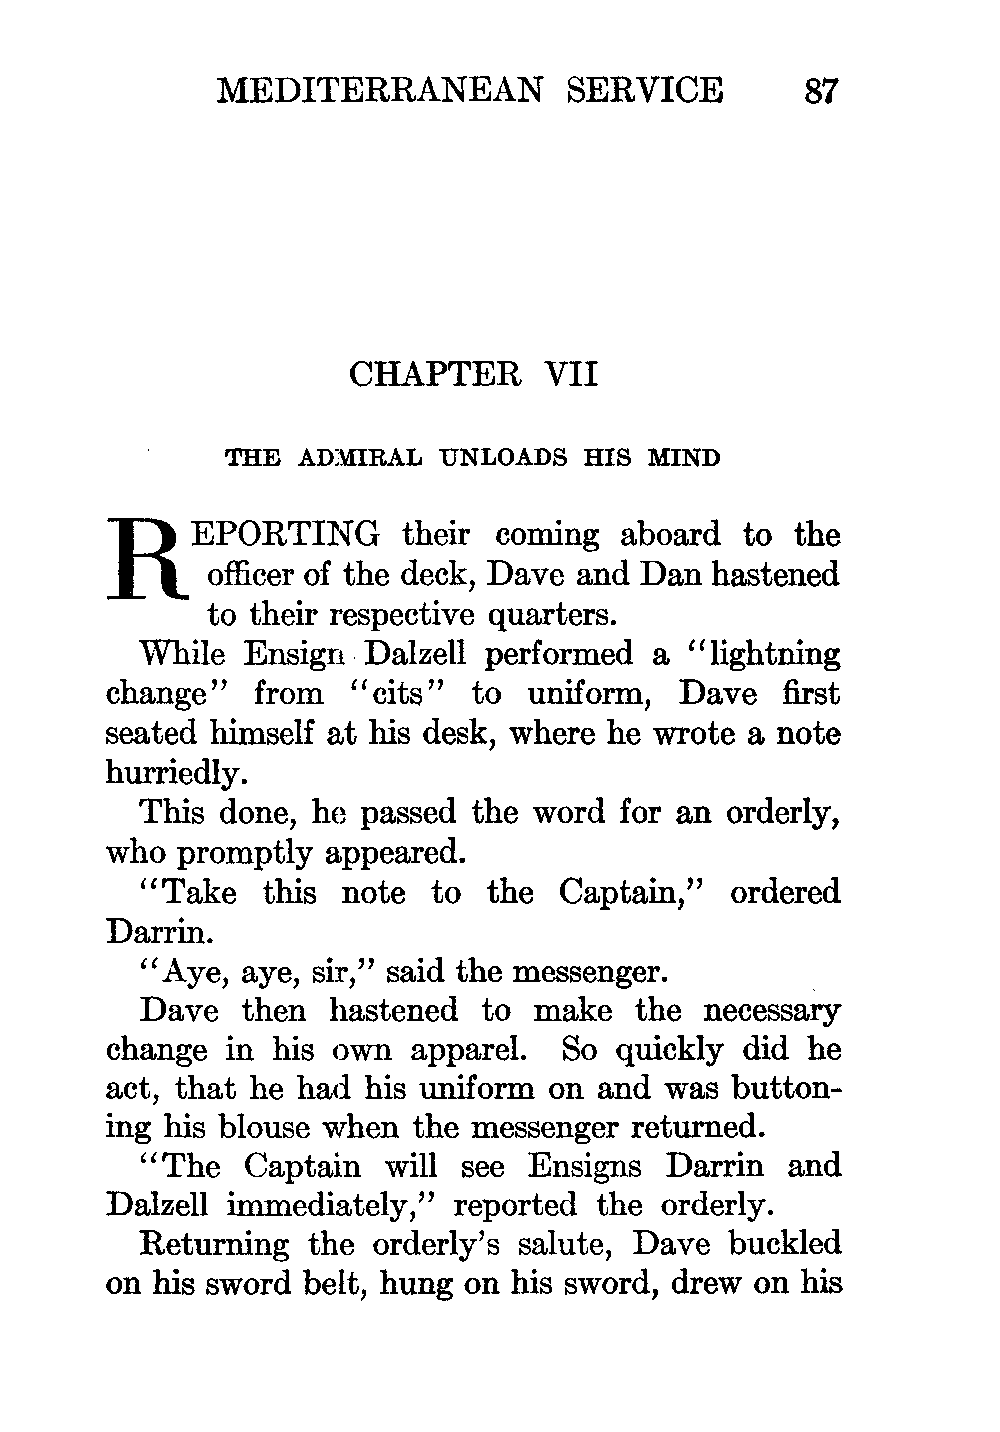 MEDITERRANEAN SERVICE 87
CHAPTER VII
THE ADMIRAL UNLOADS HIS MIND
REPORTING their coming aboard to the
officer of the deck, Dave and Dan hastened
to their respective quarters.
While Ensign Dalzell performed a “lightning
change” from “cits” to uniform, Dave first
seated himself at his desk, where he wrote a note
hurriedly.
This done, he passed the word for an orderly,
who promptly appeared.
“Take this note to the Captain,” ordered
Darrin.
“Aye, aye, sir,” said the messenger.
Dave then hastened to make the necessary
change in his own apparel. So quickly did he
act, that he had his uniform on and was button-
ing his blouse when the messenger returned.
“The Captain will see Ensigns Darrin and
Dalzell immediately,” reported the orderly.
Returning the orderly’s salute, Dave buckled
on his sword belt, hung on his sword, drew on his